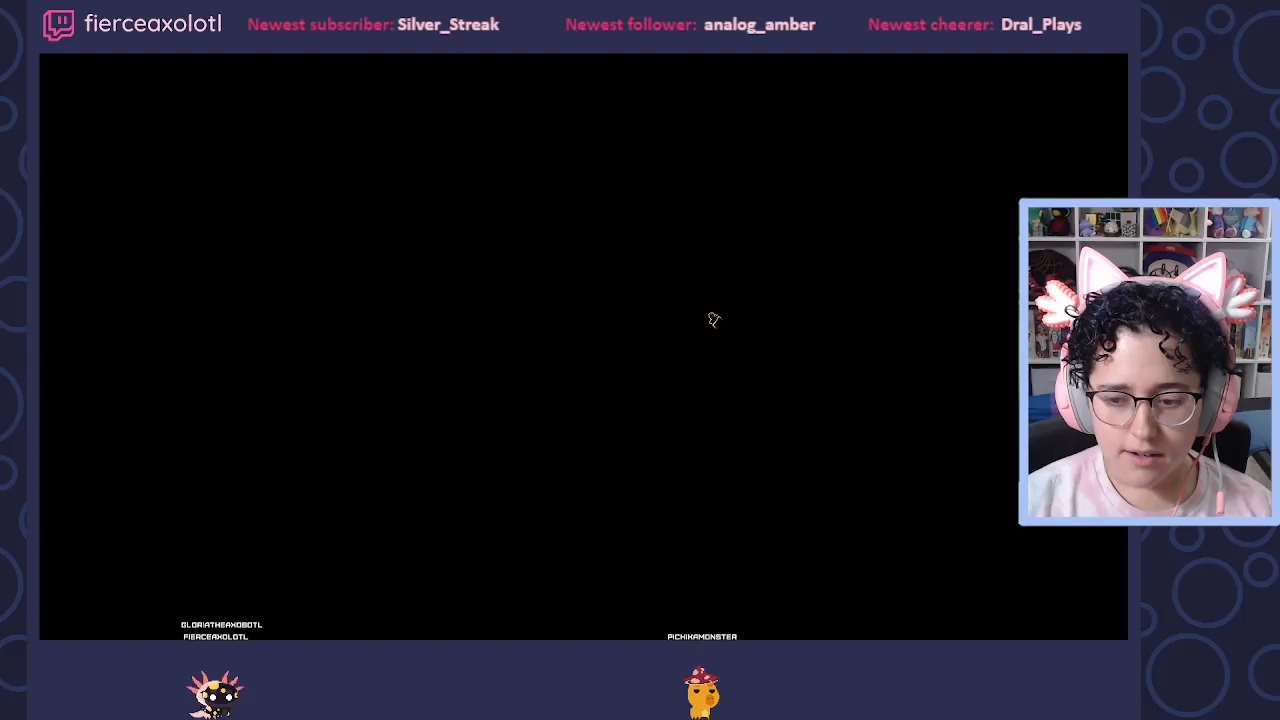 fierceaxolotl
Newest subscriber: Silver_Streak
Newest follower: analog_amber
Newest cheerer: Dral_Plays
GLORIATHEAXOBOTL
FIERCEAXOLOTL
PICHIKAMONSTER